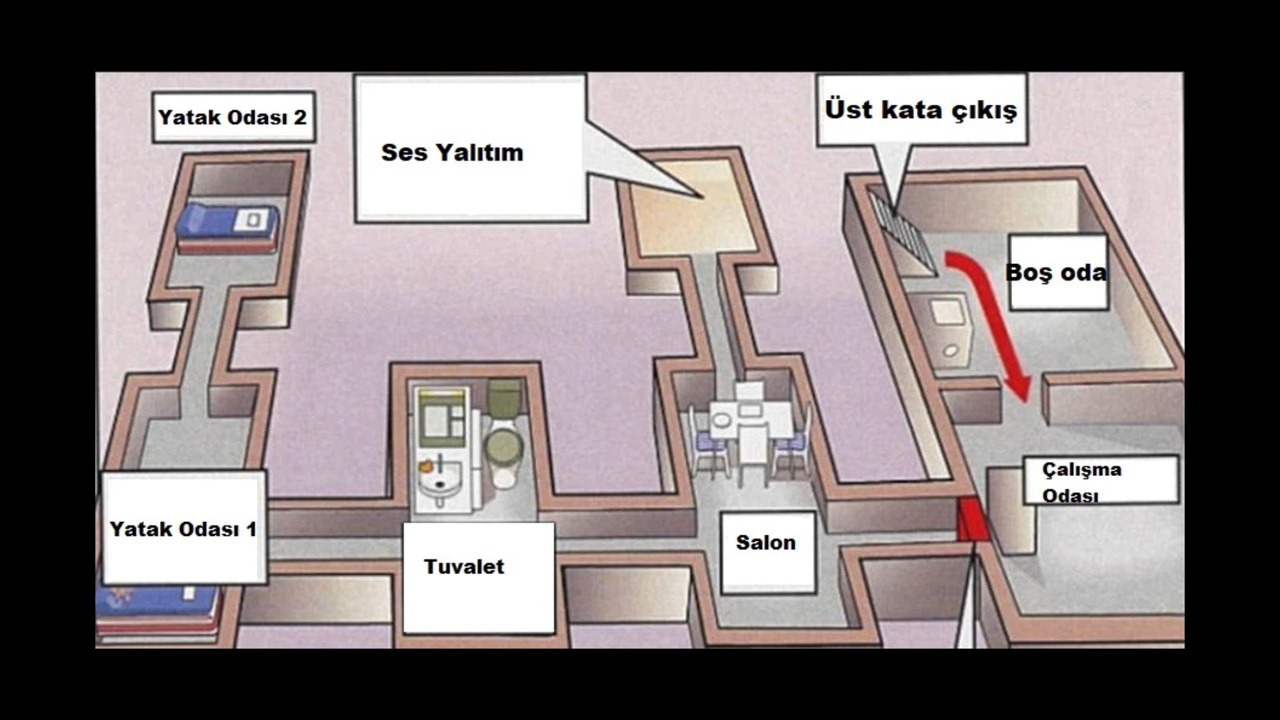 Yatak Odası 2
Ses Yalıtım
Üst kata çıkış
Boş oda
Çalışma
Odası
Yatak Odası 1
Tuvalet
Salon